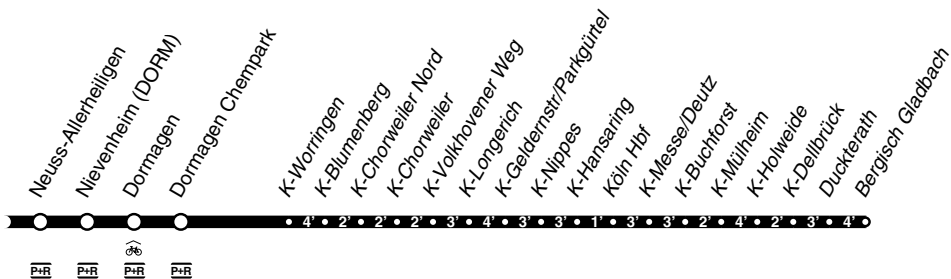 Neuss-Allerheiligen
Nievenheim (DORM)
Dormagen
Dormagen Chempark
K-Worringen
K-Blumenberg
K-Chorweiler Nord
K-Chorweiler
K-Volkhovener Weg
K-Longerich
K-Geldernstr/Parkgürtel
K-Nippes
K-Hansaring
Köln Hbf
K-Messe/Deutz
K-Buchforst
K-Mülheim
K-Holweide
K-Dellbrück
Duckterath
Bergisch Gladbach
4' 2' 2' 2' 3' 4' 3' 3' 1' 3' 3' 2' 4' 2' 3' 4'
P+R P+R P+R P+R